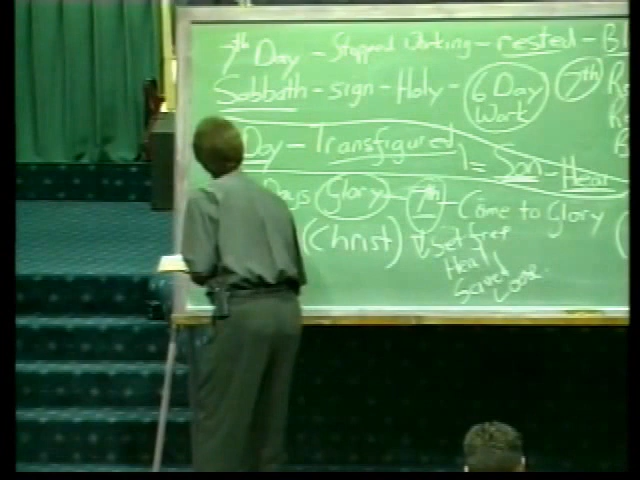 7th Day - Stopped Working - rested - Bl
Sabbath - sign - Holy - 6 Day Work 7th R
Day - Transfigured 1 = Son - Hear
Days Glory - 7th - Come to Glory
(Christ) Set free
Heal
Saved
Loose